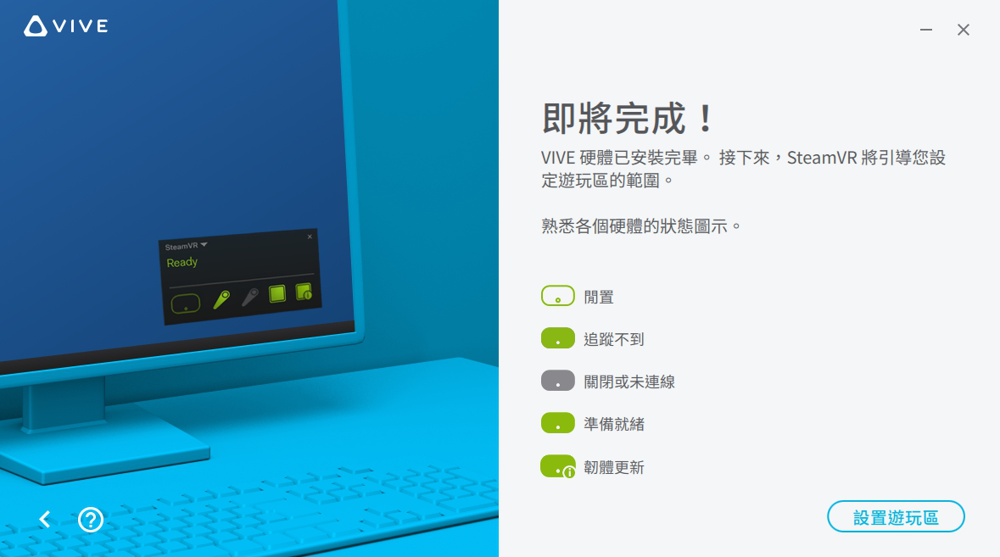 VIVE
SteamVR
Ready
即將完成！
VIVE 硬體已安裝完畢。 接下來，SteamVR 將引導您設
定遊玩區的範圍。
熟悉各個硬體的狀態圖示。
閒置
追蹤不到
關閉或未連線
準備就緒
韌體更新
設置遊玩區